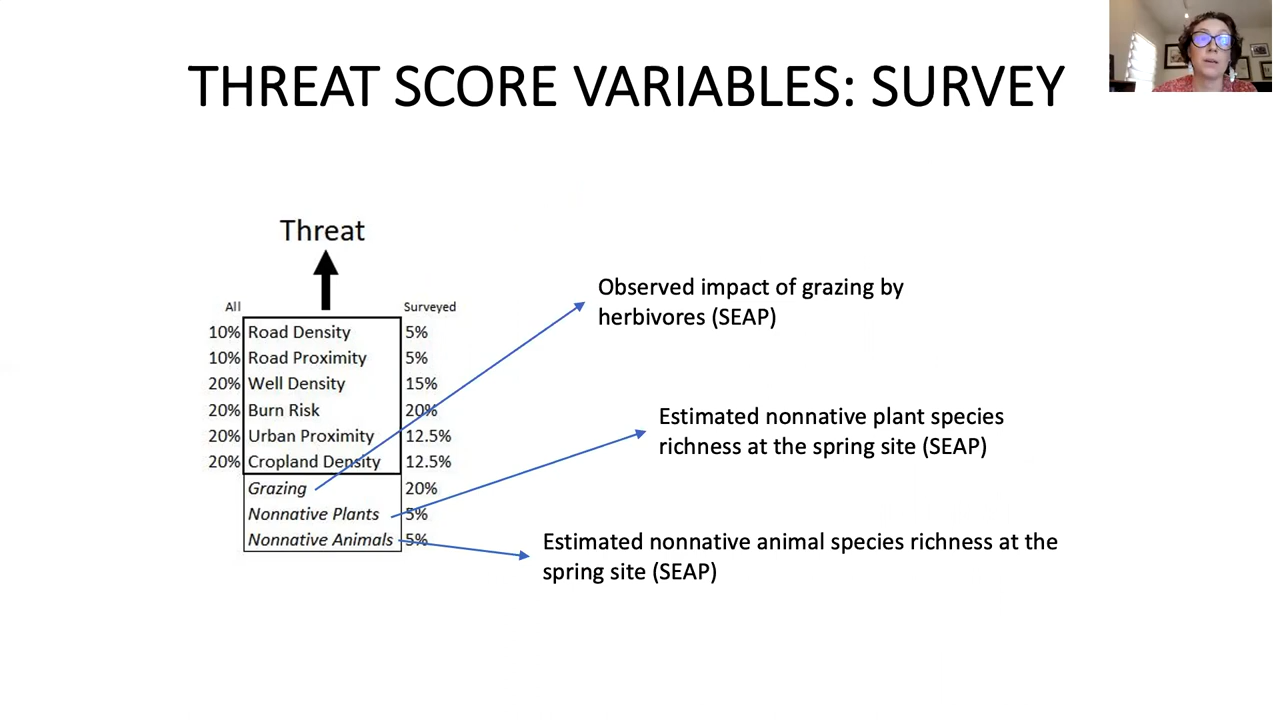 THREAT SCORE VARIABLES: SURVEY
Threat
All Surveyed
10% Road Density 5%
10% Road Proximity 5%
20% Well Density 15%
20% Burn Risk 20%
20% Urban Proximity 12.5%
20% Cropland Density 12.5%
Grazing 20%
Nonnative Plants 5%
Nonnative Animals 5%
Observed impact of grazing by
herbivores (SEAP)
Estimated nonnative plant species
richness at the spring site (SEAP)
Estimated nonnative animal species richness at the
spring site (SEAP)